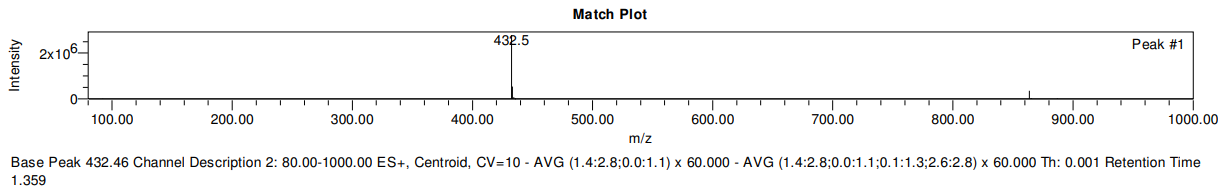 Match Plot
Intensity
2x10⁶
0
432.5
Peak #1
100.00 200.00 300.00 400.00 500.00 600.00 700.00 800.00 900.00 1000.00
m/z
Base Peak 432.46 Channel Description 2: 80.00-1000.00 ES+, Centroid, CV=10 - AVG (1.4:2.8;0.0:1.1) x 60.000 - AVG (1.4:2.8;0.0:1.1;0.1:1.3;2.6:2.8) x 60.000 Th: 0.001 Retention Time
1.359